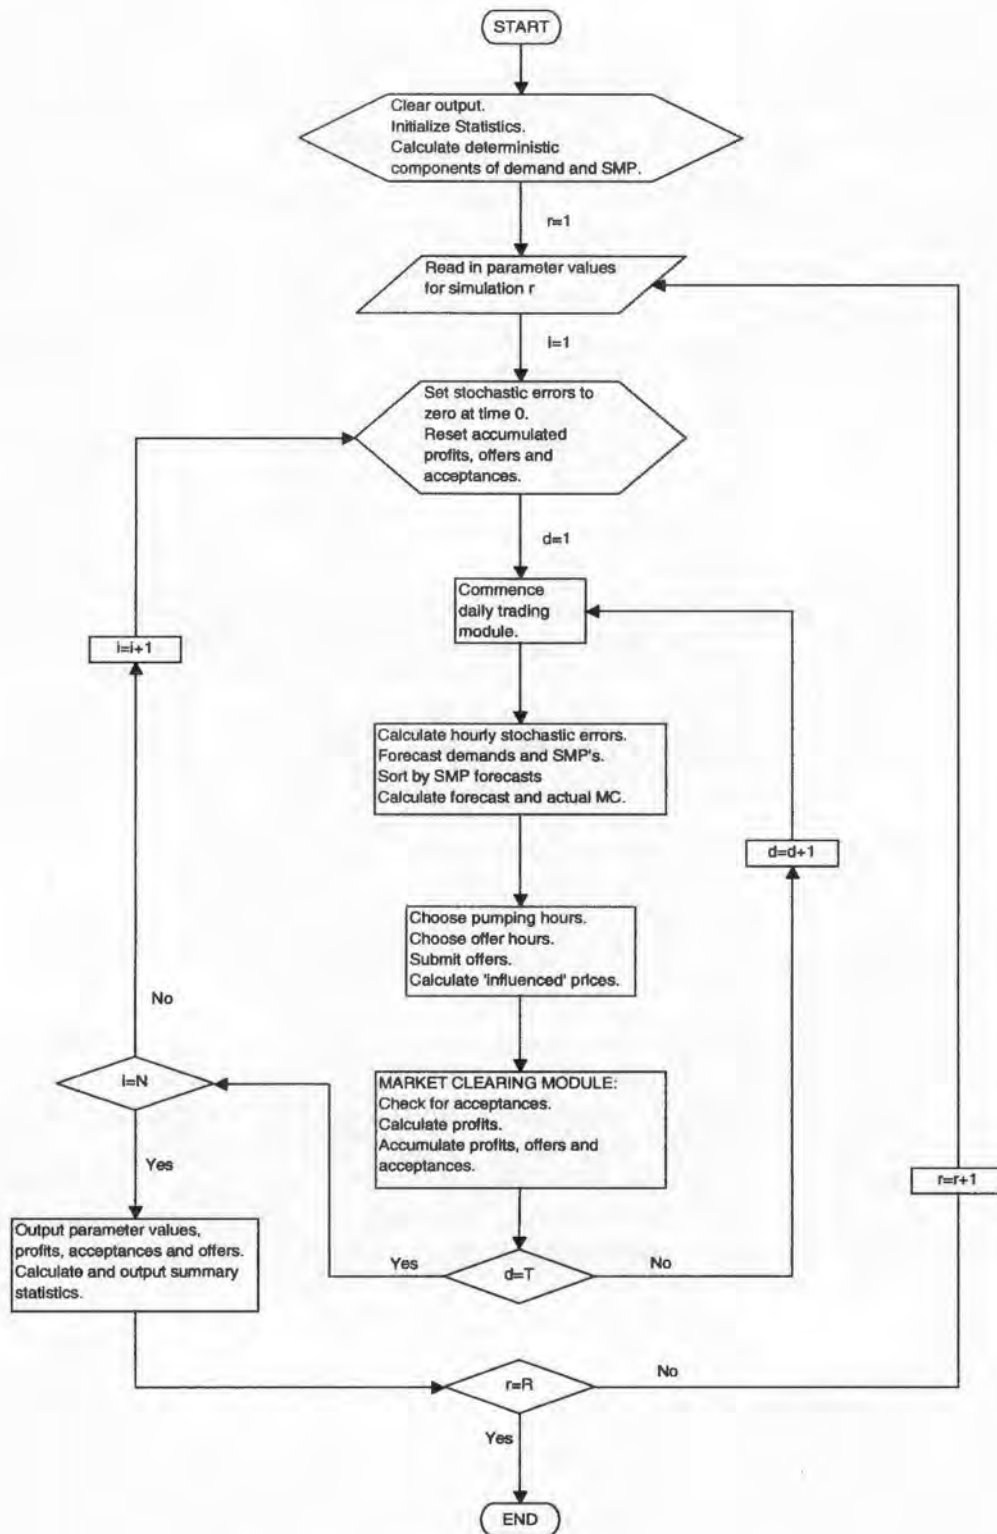 START
Clear output.
Initialize Statistics.
Calculate deterministic
components of demand and SMP.
r=1
Read in parameter values
for simulation r
i=1
Set stochastic errors to
zero at time 0.
Reset accumulated
profits, offers and
acceptances.
d=1
Commence
daily trading
module.
i=i+1
Calculate hourly stochastic errors.
Forecast demands and SMP's.
Sort by SMP forecasts
Calculate forecast and actual MC.
d=d+1
Choose pumping hours.
Choose offer hours.
Submit offers.
Calculate 'influenced' prices.
No
i=N
MARKET CLEARING MODULE:
Check for acceptances.
Calculate profits.
Accumulate profits, offers and
acceptances.
Yes
r=r+1
Output parameter values,
profits, acceptances and offers.
Calculate and output summary
statistics.
Yes
d=T
No
r=R
No
Yes
END